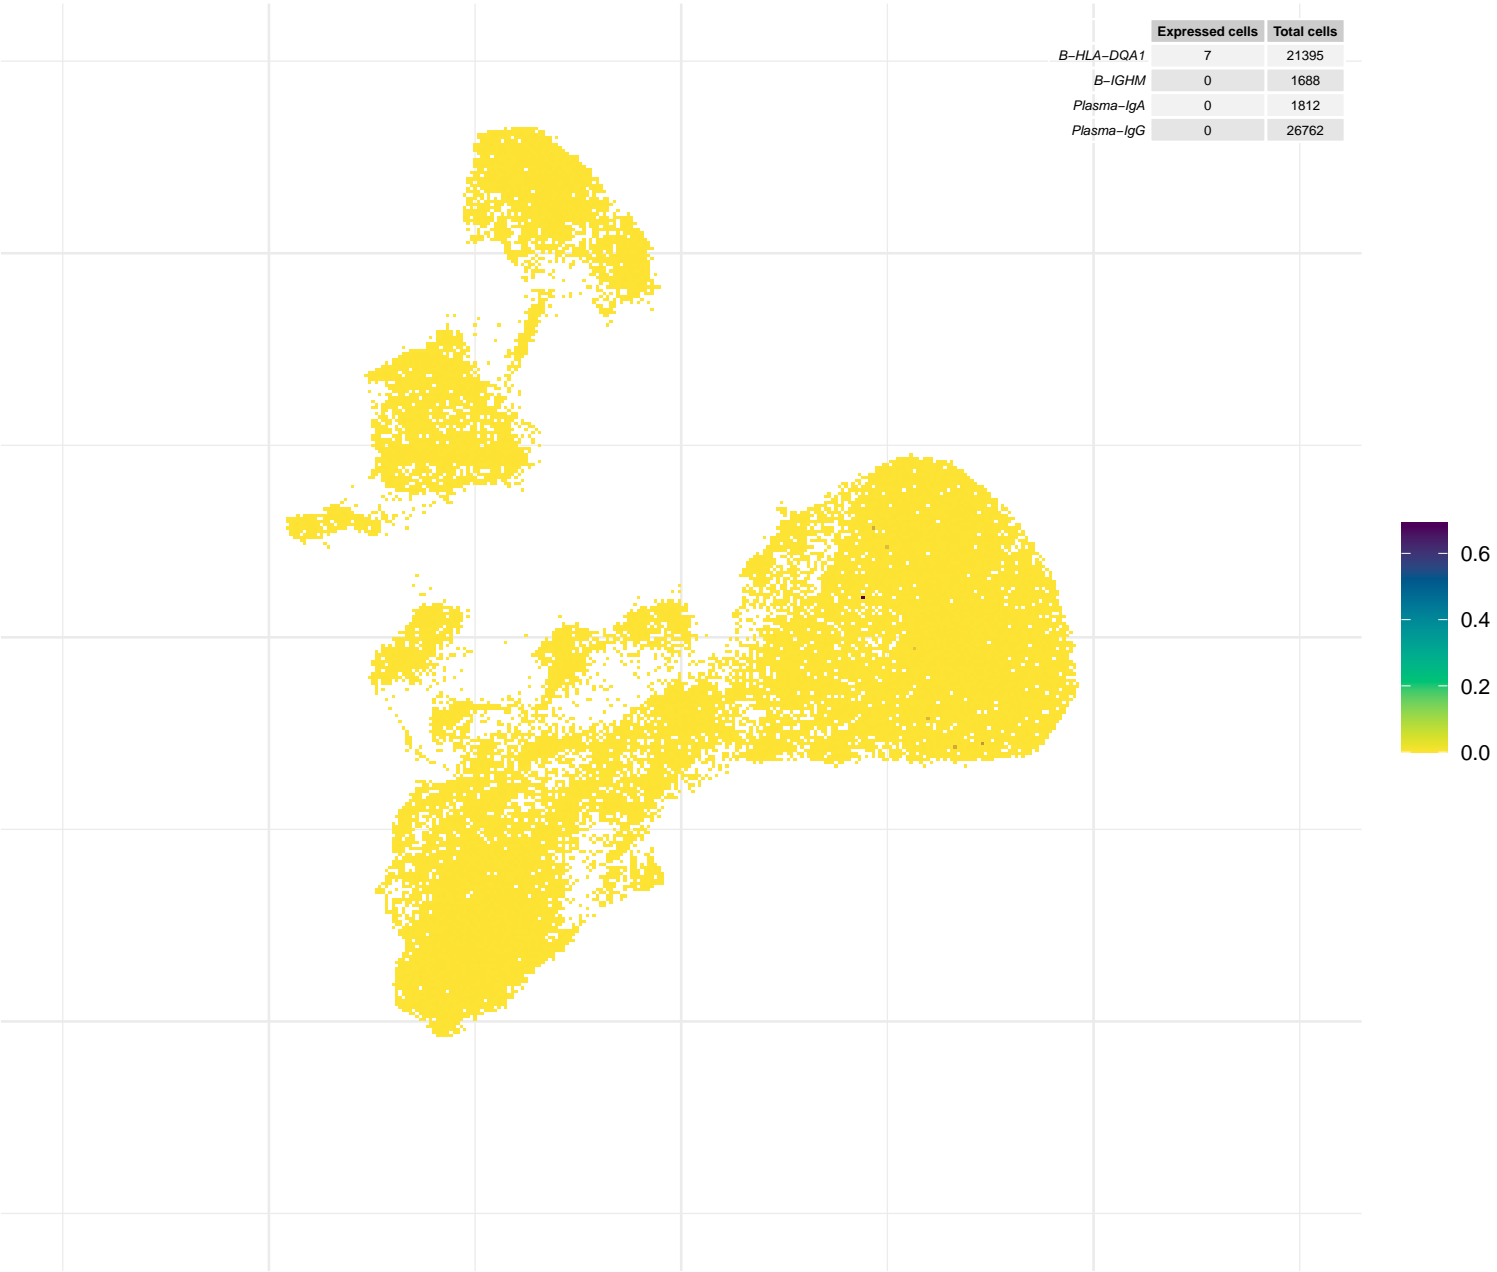 Expressed cells Total cells
B−HLA−DQA1 7 21395
B−IGHM 0 1688
Plasma−IgA 0 1812
Plasma−IgG 0 26762
0.6
0.4
0.2
0.0